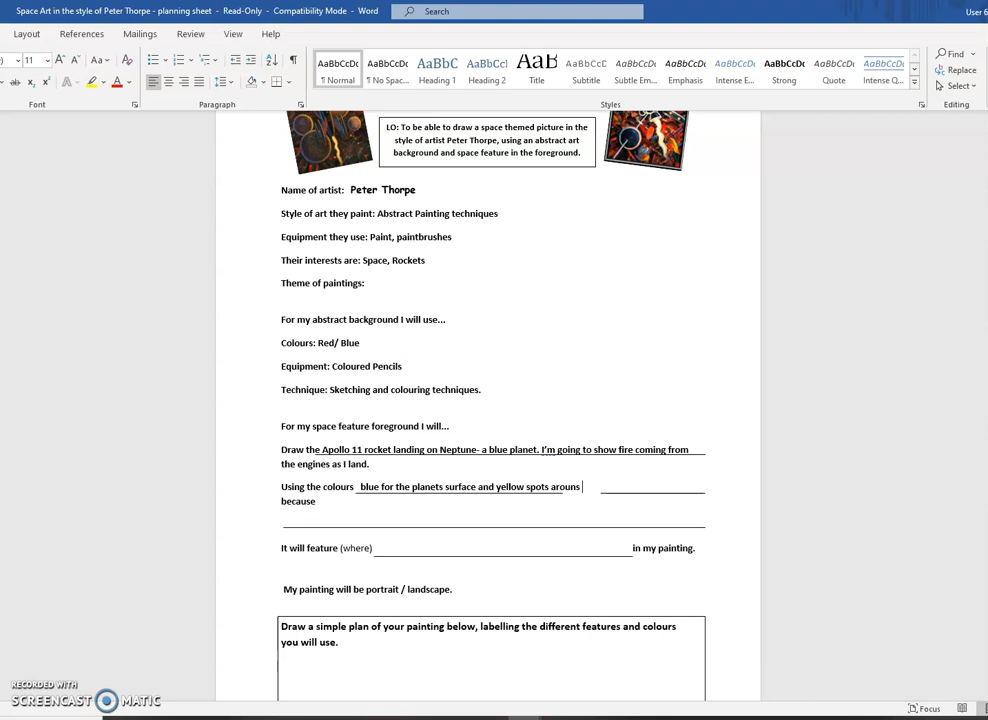 Space Art in the style of Peter Thorpe - planning sheet - Read-Only - Compatibility Mode - Word
Search
User 6
Layout References Mailings Review View Help
11 Aa
AaBbCcDc AaBbCcDc AaBbC AaBbCcI AaBb AaBbCcD AaBbCcDt AaBbCcDt AaBbCcDt AaBbCcDc AaBbCcDt AaBbCcDt
¶ Normal ¶ No Spac... Heading 1 Heading 2 Title Subtitle Subtle Em... Emphasis Intense E... Strong Quote Intense Q...
Find
Replace
Select
Font Paragraph Styles Editing
LO: To be able to draw a space themed picture in the
style of artist Peter Thorpe, using an abstract art
background and space feature in the foreground.
Name of artist: Peter Thorpe
Style of art they paint: Abstract Painting techniques
Equipment they use: Paint, paintbrushes
Their interests are: Space, Rockets
Theme of paintings:
For my abstract background I will use...
Colours: Red/ Blue
Equipment: Coloured Pencils
Technique: Sketching and colouring techniques.
For my space feature foreground I will...
Draw the Apollo 11 rocket landing on Neptune- a blue planet. I'm going to show fire coming from
the engines as I land.
Using the colours blue for the planets surface and yellow spots arouns
because
It will feature (where) in my painting.
My painting will be portrait / landscape.
Draw a simple plan of your painting below, labelling the different features and colours
you will use.
RECORDED WITH
SCREENCAST MATIC
Focus